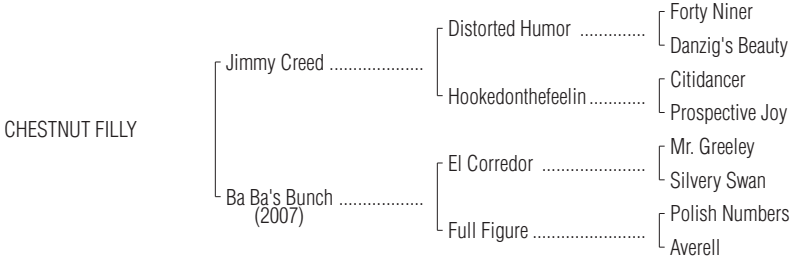 Forty Niner
Distorted Humor ..............
Danzig's Beauty
Jimmy Creed ....................
Citidancer
Hookedonthefeelin............
Prospective Joy
CHESTNUT FILLY
Mr. Greeley
El Corredor ......................
Silvery Swan
Ba Ba's Bunch ..................
(2007)
Polish Numbers
Full Figure ........................
Averell